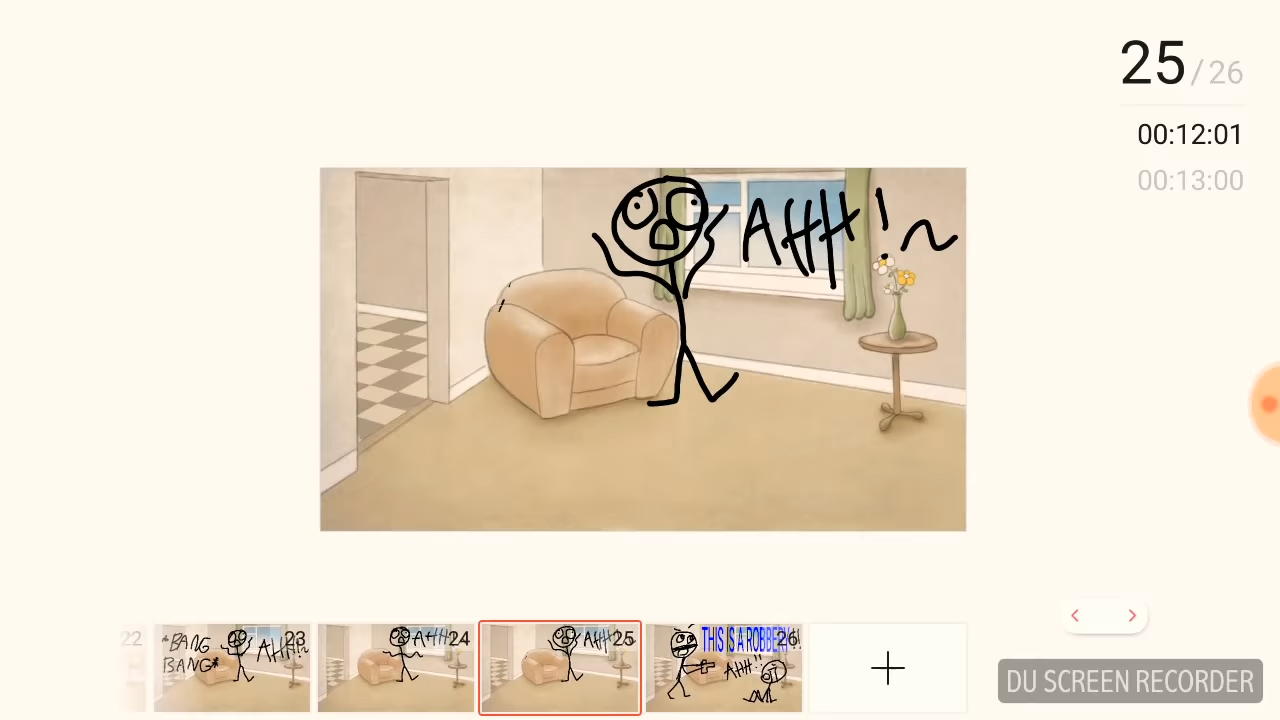 25/26
00:12:01
00:13:00
AHH!~
22
*BANG BANG*
AHH!~
23
AHH
24
AHH
25
THIS IS A ROBBERY!
AHH!!
26
DU SCREEN RECORDER